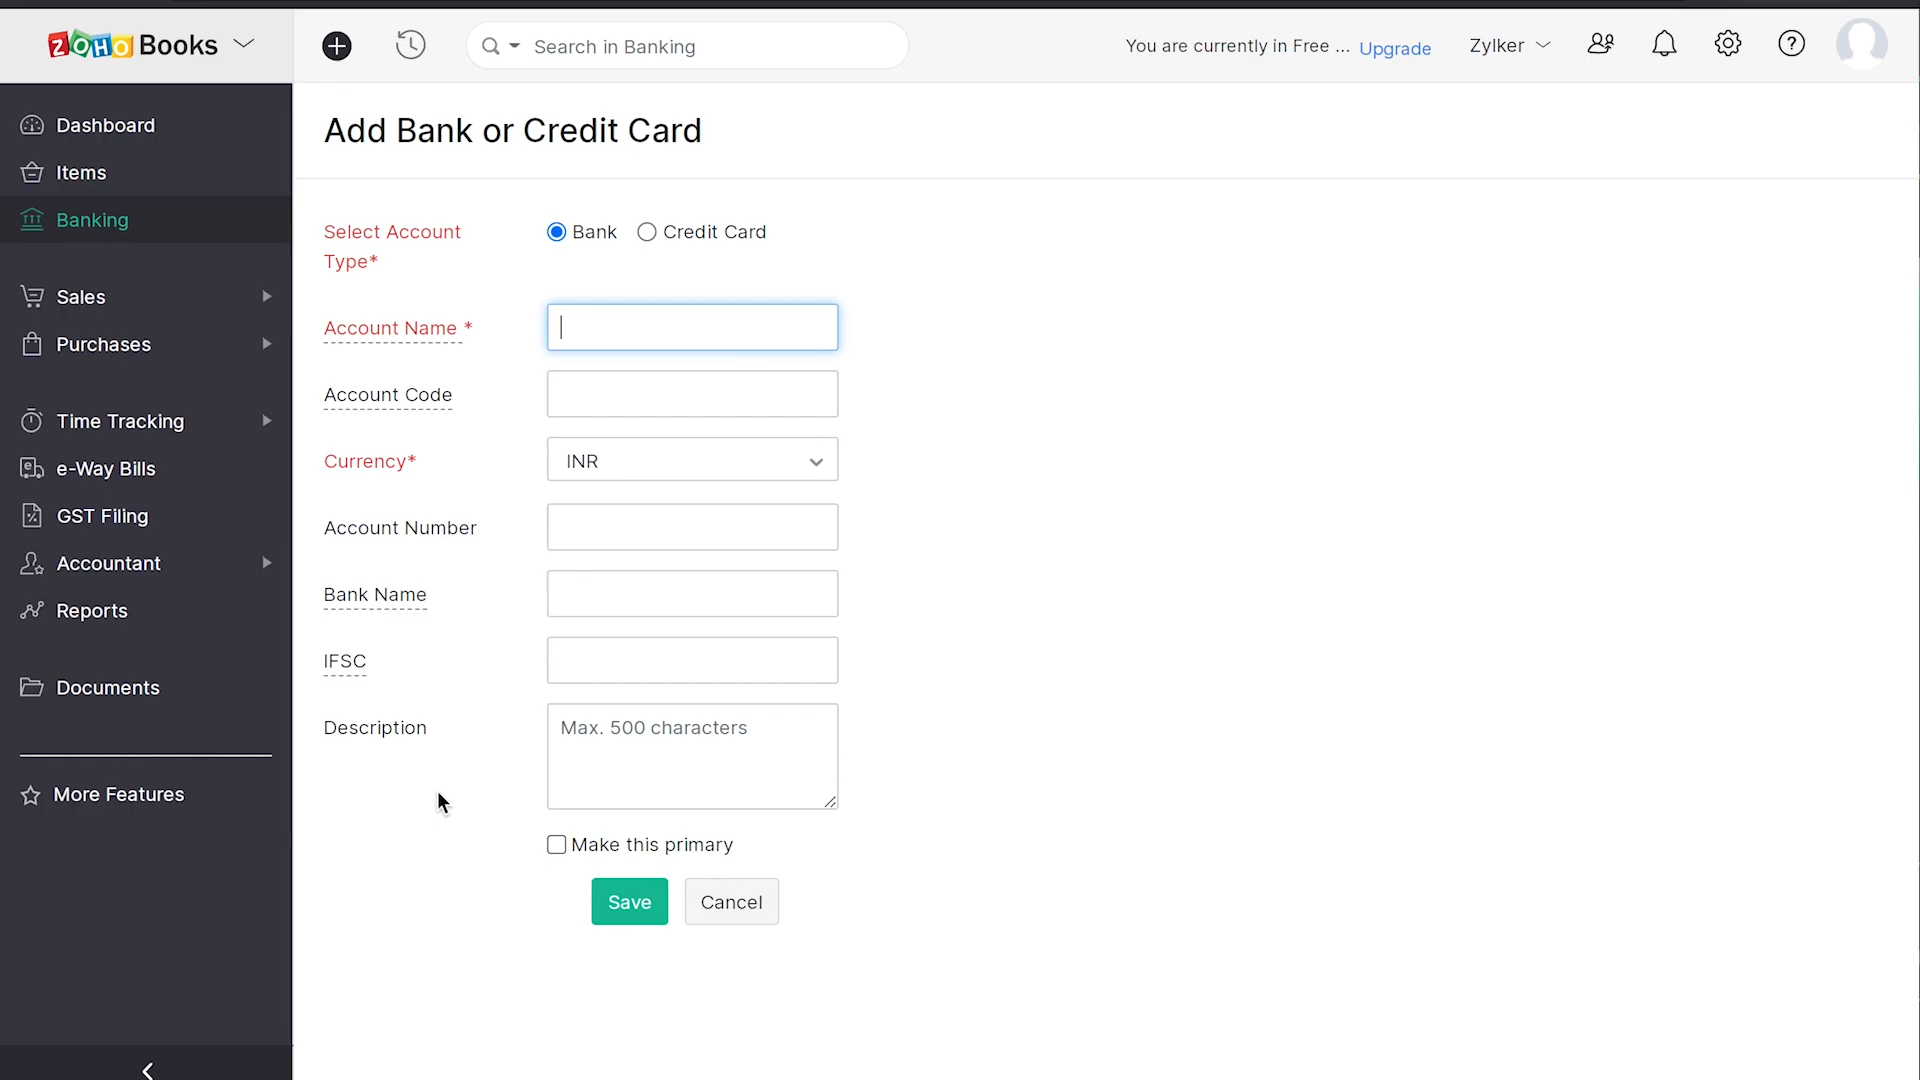 ZOHO Books
Search in Banking
You are currently in Free ... Upgrade
Zylker
Dashboard
Items
Banking
Sales
Purchases
Time Tracking
e-Way Bills
GST Filing
Accountant
Reports
Documents
More Features
Add Bank or Credit Card
Select Account
Type*
Bank
Credit Card
Account Name *
Account Code
Currency*
INR
Account Number
Bank Name
IFSC
Description
Max. 500 characters
Make this primary
Save
Cancel